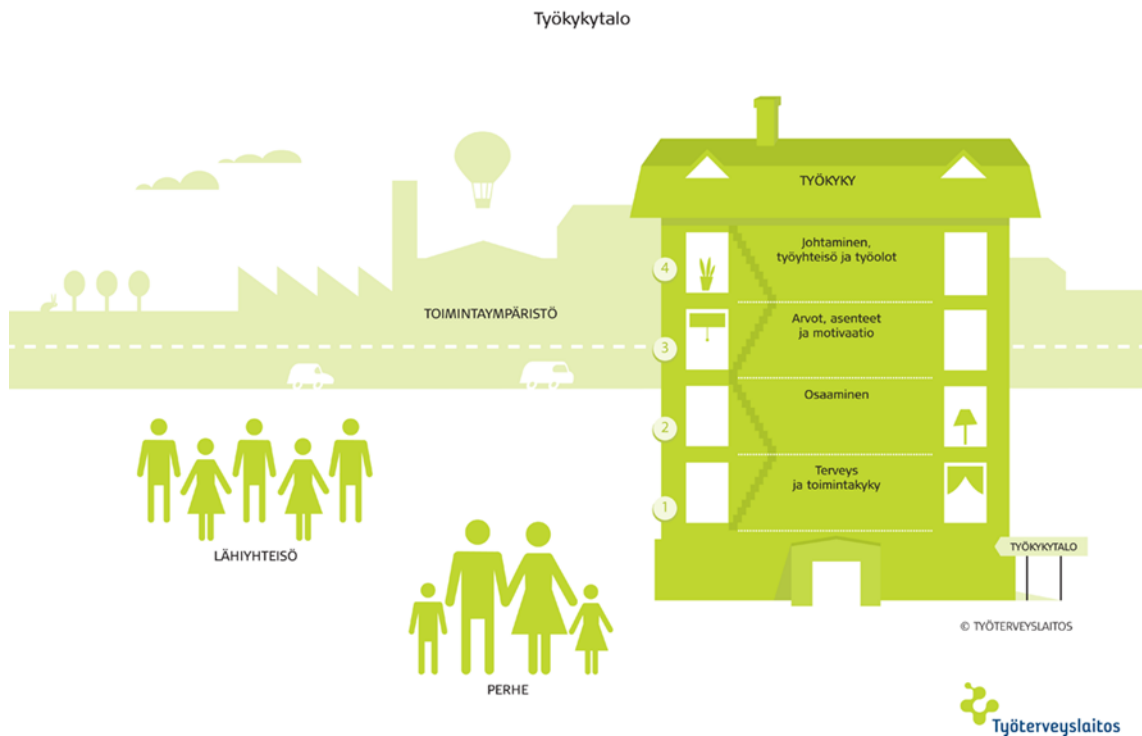 Työkykytalo
TYÖKYKY
4
Johtaminen,
työyhteisö ja työolot
TOIMINTAYMPÄRISTÖ
3
Arvot, asenteet
ja motivaatio
2
Osaaminen
1
Terveys
ja toimintakyky
LÄHIYHTEISÖ
TYÖKYKYTALO
© TYÖTERVEYSLAITOS
PERHE
Työterveyslaitos